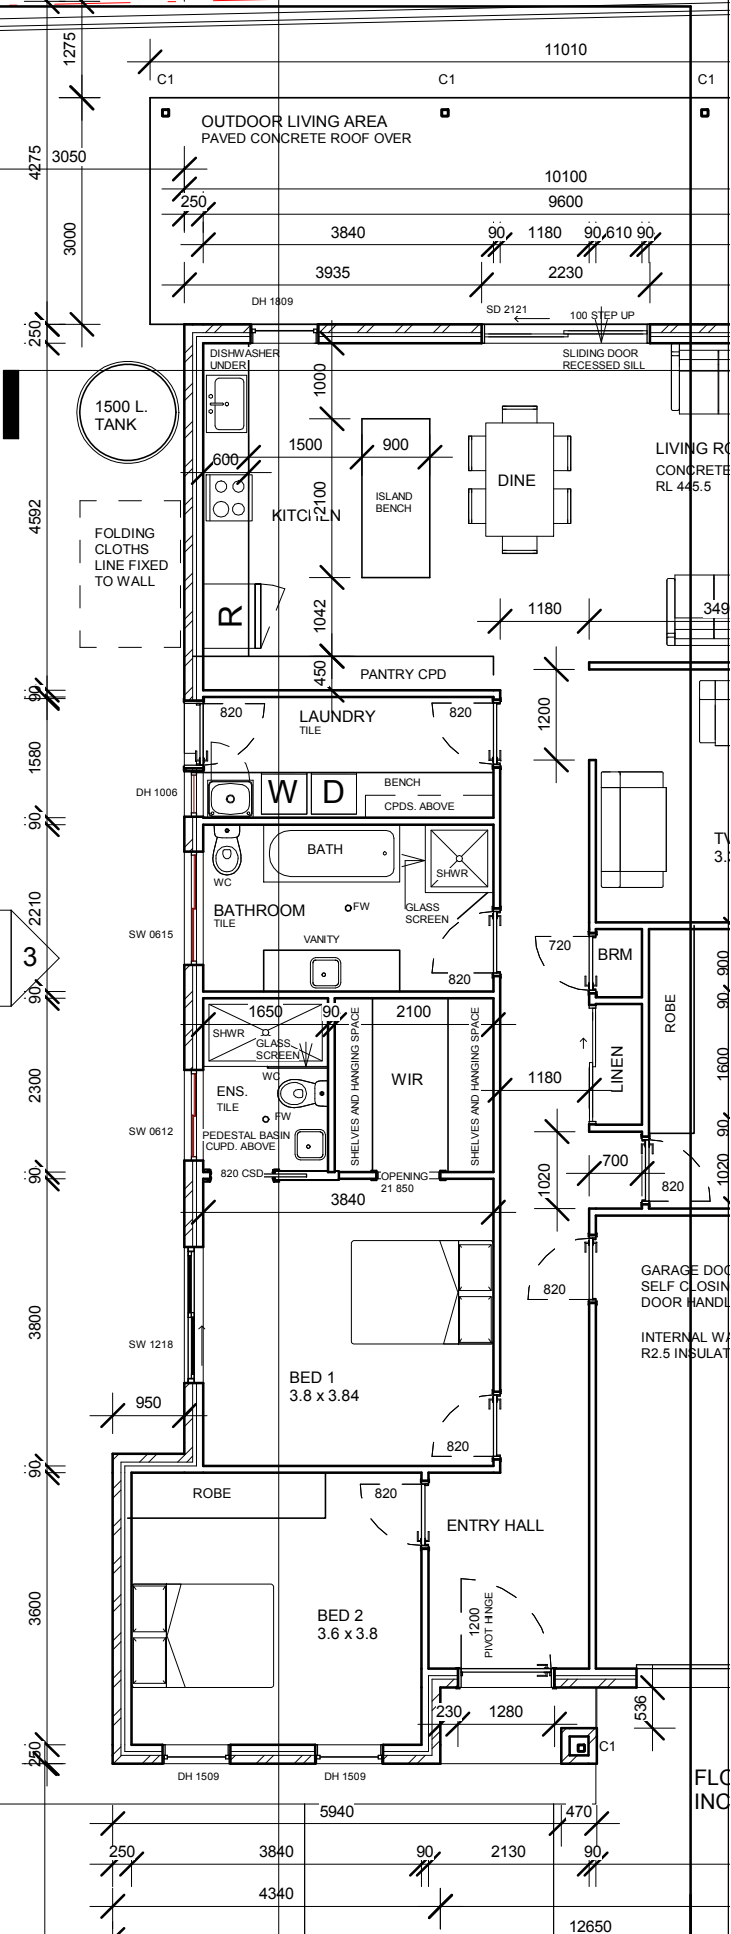 1275
11010
C1
C1
C1
OUTDOOR LIVING AREA
PAVED CONCRETE ROOF OVER
4275
3050
10100
250
9600
3000
3840
90
1180
90
610
90
3935
2230
DH 1809
SD 2121
100 STEP UP
250
DISHWASHER
UNDER
SLIDING DOOR
RECESSED SILL
1000
1500 L.
TANK
1500
900
600
DINE
LIVING RO
CONCRETE
RL 445.5
ISLAND
BENCH
KITCHEN
2100
4592
FOLDING
CLOTHS
LINE FIXED
TO WALL
R
1042
1180
349
450
PANTRY CPD
90
820
LAUNDRY
TILE
820
1200
1580
DH 1006
W
D
BENCH
CPDS. ABOVE
90
BATH
WC
SHWR
TV
3.
2210
BATHROOM
TILE
FW
GLASS
SCREEN
SW 0615
3
VANITY
820
720
BRM
900
90
90
1650
90
2100
SHWR
GLASS
SCREEN
SHELVES AND HANGING SPACE
SHELVES AND HANGING SPACE
ROBE
LINEN
1600
WC
WIR
1180
2300
ENS.
TILE
FW
SW 0612
PEDESTAL BASIN
CUPD. ABOVE
90
90
820 CSD
OPENING
21 850
1020
700
820
1020
3840
820
GARAGE DOO
SELF CLOSIN
DOOR HANDL
INTERNAL WA
R2.5 INSULAT
3800
SW 1218
BED 1
3.8 x 3.84
950
820
90
ROBE
820
ENTRY HALL
3600
BED 2
3.6 x 3.8
1200
PIVOT HINGE
230
1280
536
250
C1
DH 1509
DH 1509
FLO
INC
5940
470
250
3840
90
2130
90
4340
12650